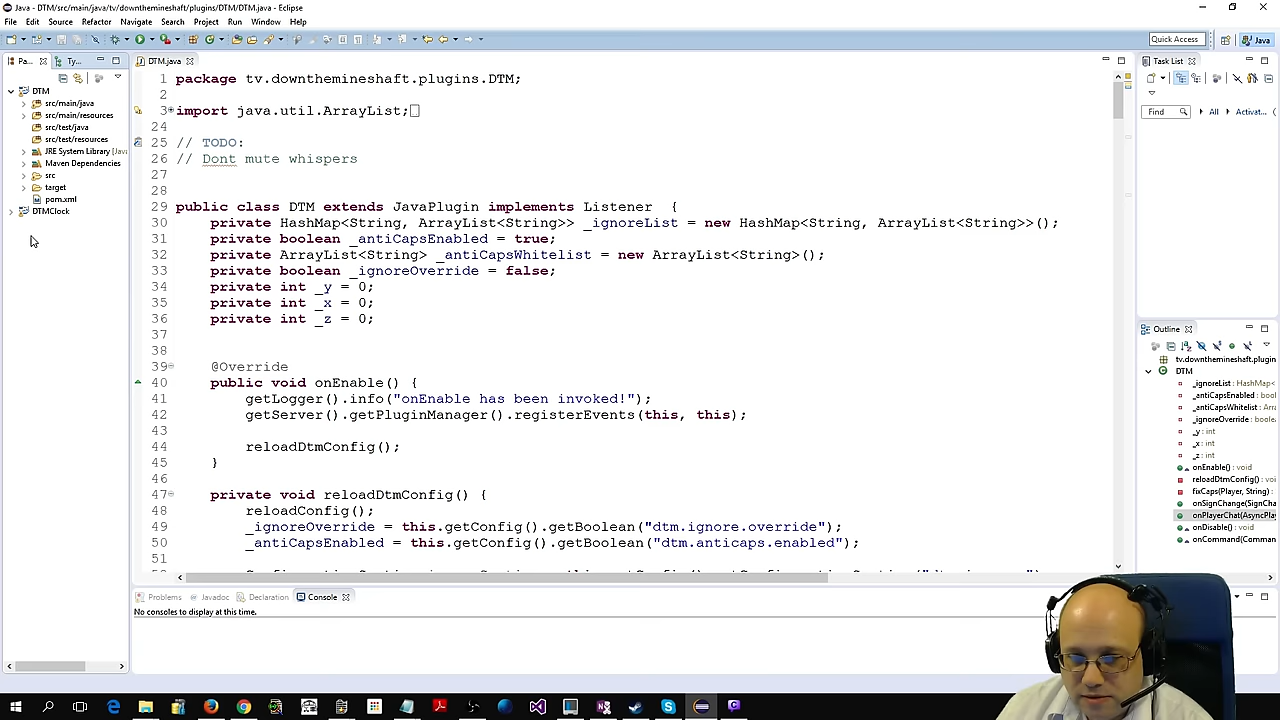 Java - DTM/src/main/java/tv/downthemineshaft/plugins/DTM/DTM.java - Eclipse
File Edit Source Refactor Navigate Search Project Run Window Help
Quick Access
Java
Pa...
Ty...
DTM
src/main/java
src/main/resources
src/test/java
src/test/resources
JRE System Library [Java
Maven Dependencies
src
target
pom.xml
DTMClock
DTM.java
1 package tv.downthemineshaft.plugins.DTM;
2
3 import java.util.ArrayList;
24
25 // TODO:
26 // Dont mute whispers
27
28
29 public class DTM extends JavaPlugin implements Listener {
30 private HashMap<String, ArrayList<String>> _ignoreList = new HashMap<String, ArrayList<String>>();
31 private boolean _antiCapsEnabled = true;
32 private ArrayList<String> _antiCapsWhitelist = new ArrayList<String>();
33 private boolean _ignoreOverride = false;
34 private int _y = 0;
35 private int _x = 0;
36 private int _z = 0;
37
38
39 @Override
40 public void onEnable() {
41 getLogger().info("onEnable has been invoked!");
42 getServer().getPluginManager().registerEvents(this, this);
43
44 reloadDtmConfig();
45 }
46
47 private void reloadDtmConfig() {
48 reloadConfig();
49 _ignoreOverride = this.getConfig().getBoolean("dtm.ignore.override");
50 _antiCapsEnabled = this.getConfig().getBoolean("dtm.anticaps.enabled");
51
Problems Javadoc Declaration Console
No consoles to display at this time.
Task List
Find
All
Activat...
Outline
tv.downthemineshaft.plugin
DTM
_ignoreList : HashMap<
_antiCapsEnabled : bool
_antiCapsWhitelist : Arra
_ignoreOverride : boole
_y : int
_x : int
_z : int
onEnable() : void
reloadDtmConfig() : voi
fixCaps(Player, String) :
onSignChange(SignCha
onPlayerChat(AsyncPla
onDisable() : void
onCommand(Comman